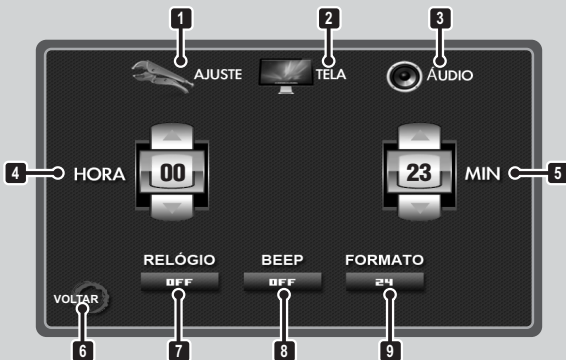 1 2 3
AJUSTE TELA ÁUDIO
4 HORA 00 23 MIN 5
RELÓGIO BEEP FORMATO
OFF OFF 24
VOLTAR
6 7 8 9